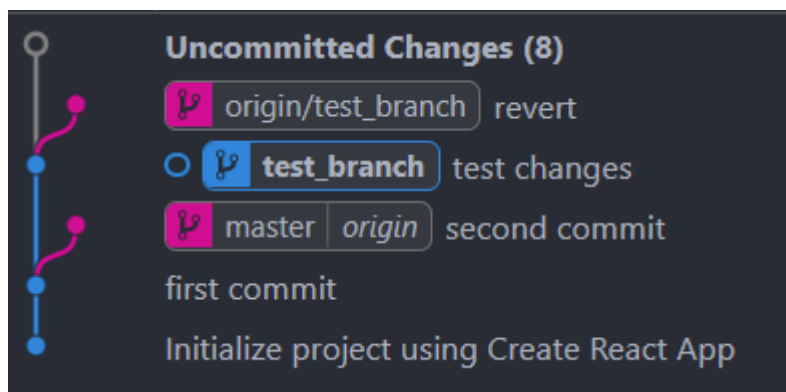 Uncommitted Changes (8)
origin/test_branch revert
test_branch test changes
master origin second commit
first commit
Initialize project using Create React App